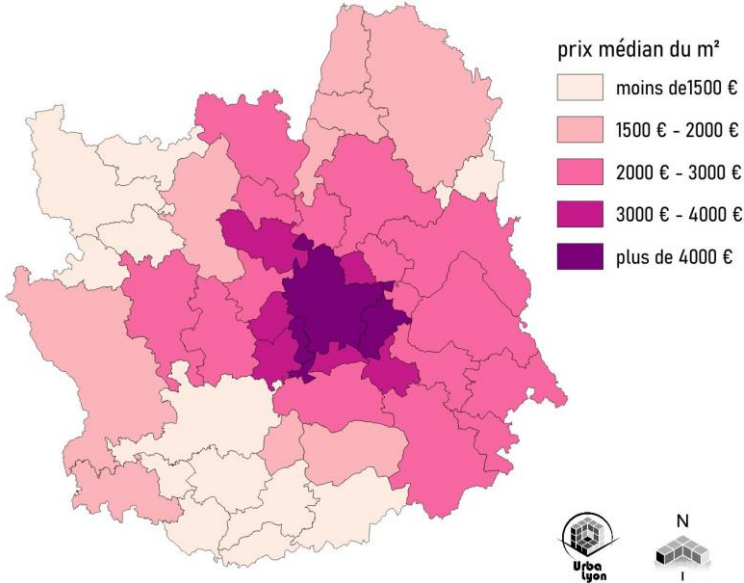 prix médian du m²
moins de1500 €
1500 € - 2000 €
2000 € - 3000 €
3000 € - 4000 €
plus de 4000 €
N
Urba
Lyon